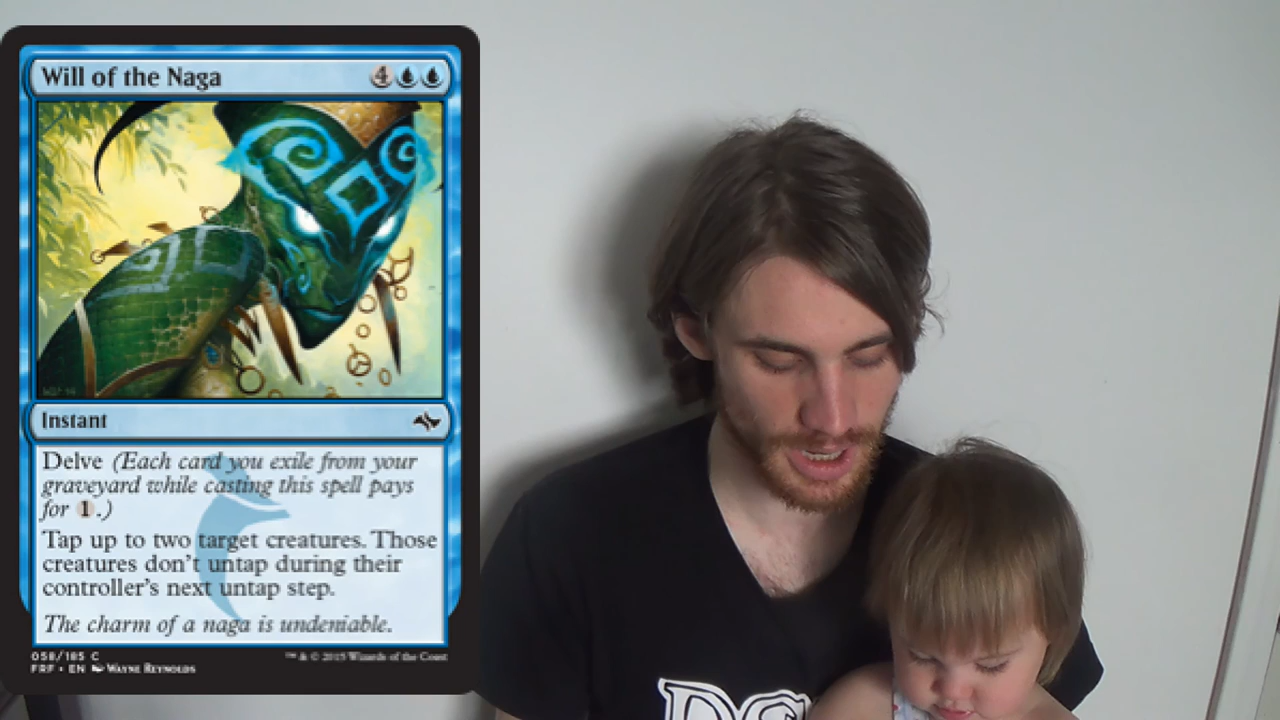 Will of the Naga 4
Instant
Delve (Each card you exile from your
graveyard while casting this spell pays
for 1.)
Tap up to two target creatures. Those
creatures don't untap during their
controller's next untap step.
The charm of a naga is undeniable.
058/185 C
FRF • EN Wayne Reynolds
™ & © 2015 Wizards of the Coast